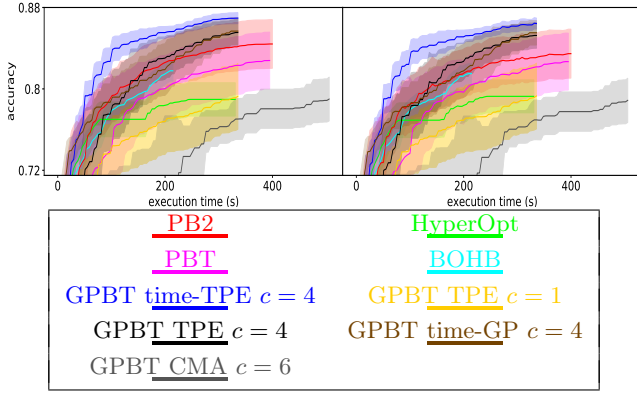 0.88
0.8
0.72
accuracy
0 200 400
0 200 400
execution time (s)
execution time (s)
PB2
HyperOpt
PBT
BOHB
GPBT time-TPE c = 4
GPBT TPE c = 1
GPBT TPE c = 4
GPBT time-GP c = 4
GPBT CMA c = 6